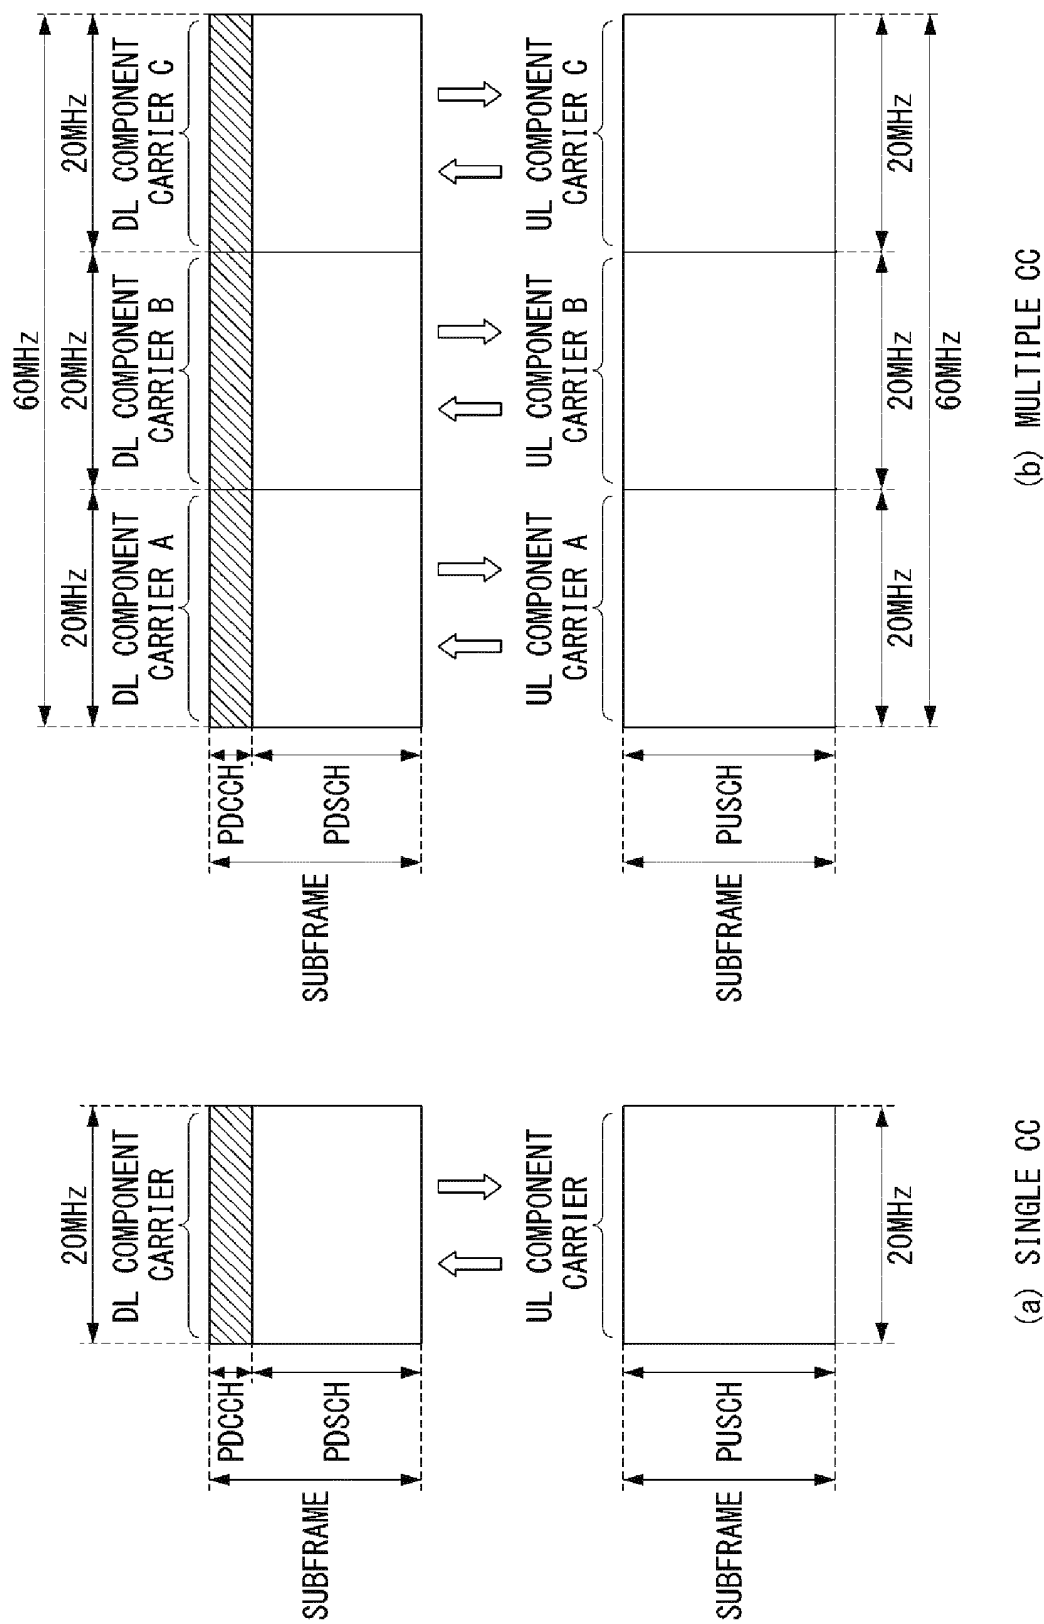 20MHz
DL COMPONENT
CARRIER
PDCCH
PDSCH
SUBFRAME
UL COMPONENT
CARRIER
PUSCH
SUBFRAME
20MHz
(a) SINGLE CC
60MHz
20MHz
20MHz
20MHz
DL COMPONENT
CARRIER A
DL COMPONENT
CARRIER B
DL COMPONENT
CARRIER C
PDCCH
PDSCH
SUBFRAME
UL COMPONENT
CARRIER A
UL COMPONENT
CARRIER B
UL COMPONENT
CARRIER C
PUSCH
SUBFRAME
20MHz
20MHz
20MHz
60MHz
(b) MULTIPLE CC